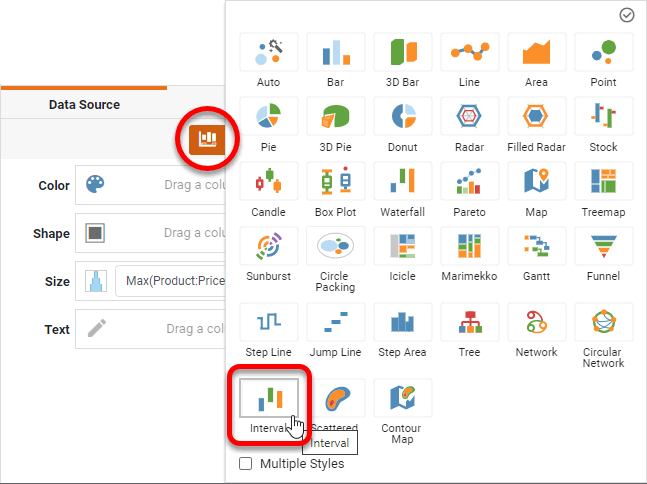 Data Source
Color
Drag a colu
Shape
Drag a colu
Size
Max(Product:Price
Text
Drag a colu
Auto
Bar
3D Bar
Line
Area
Point
Pie
3D Pie
Donut
Radar
Filled Radar
Stock
Candle
Box Plot
Waterfall
Pareto
Map
Treemap
Sunburst
Circle
Packing
Icicle
Marimekko
Gantt
Funnel
Step Line
Jump Line
Step Area
Tree
Network
Circular
Network
Interval
Scattered
Contour
Map
Interval
Multiple Styles